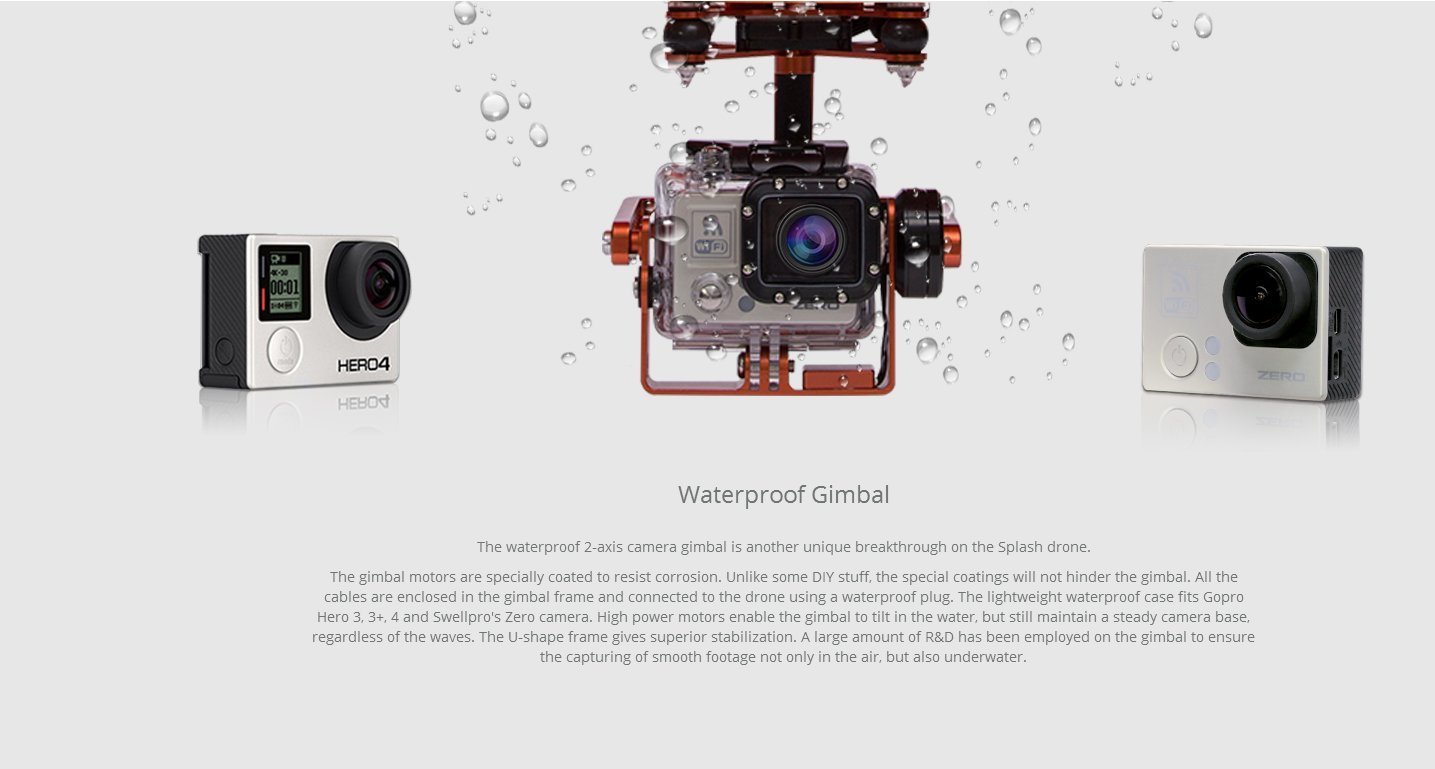 4K-30
00:01
HERO4
Wi Fi
ZERO
Wi Fi
ZERO
Waterproof Gimbal
The waterproof 2-axis camera gimbal is another unique breakthrough on the Splash drone.
The gimbal motors are specially coated to resist corrosion. Unlike some DIY stuff, the special coatings will not hinder the gimbal. All the
cables are enclosed in the gimbal frame and connected to the drone using a waterproof plug. The lightweight waterproof case fits Gopro
Hero 3, 3+, 4 and Swellpro's Zero camera. High power motors enable the gimbal to tilt in the water, but still maintain a steady camera base,
regardless of the waves. The U-shape frame gives superior stabilization. A large amount of R&D has been employed on the gimbal to ensure
the capturing of smooth footage not only in the air, but also underwater.